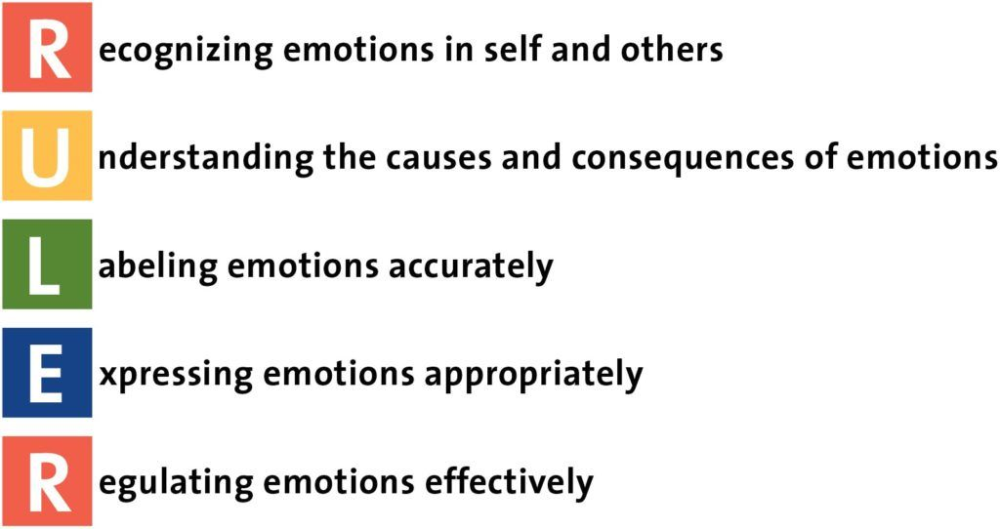 Recognizing emotions in self and others
Understanding the causes and consequences of emotions
Labeling emotions accurately
Expressing emotions appropriately
Regulating emotions effectively